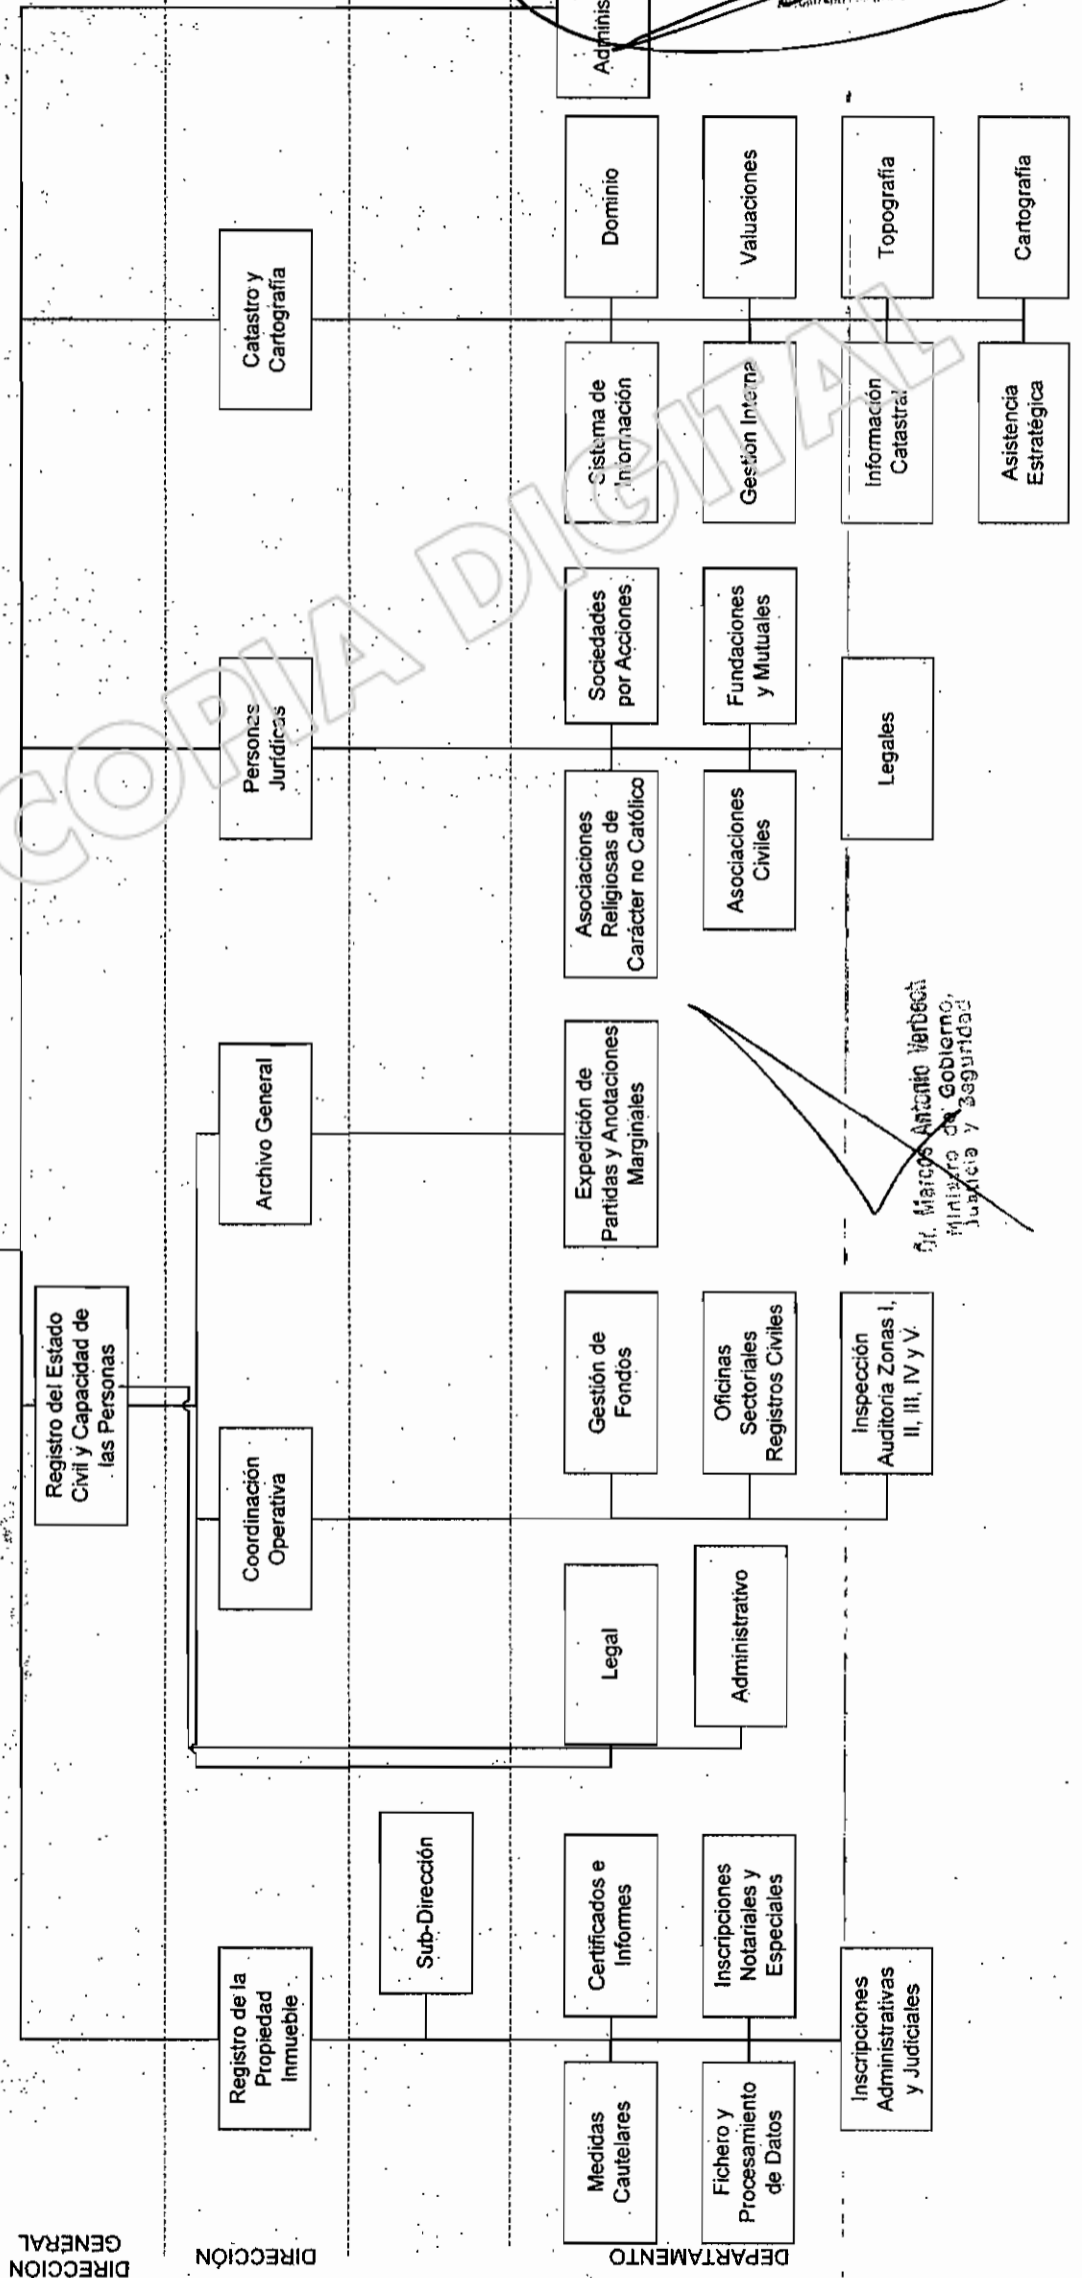 DIRECCION
GENERAL
DIRECCIÓN
DEPARTAMENTO
Registro del Estado
Civil y Capacidad de
las Personas
Registro de la
Propiedad
Inmueble
Coordinación
Operativa
Archivo General
Personas
Jurídicas
Catastro y
Cartografía
Sub-Dirección
Medidas
Cautelares
Certificados e
Informes
Legal
Gestión de
Fondos
Expedición de
Partidas y Anotaciones
Marginales
Asociaciones
Religiosas de
Carácter no Católico
Sociedades
por Acciones
Sistema de
Información
Dominio
Adminis
Fichero y
Procesamiento
de Datos
Inscripciones
Notariales y
Especiales
Administrativo
Oficinas
Sectoriales
Registros Civiles
Asociaciones
Civiles
Fundaciones
y Mutuales
Gestión Interna
Valuaciones
Inscripciones
Administrativas
y Judiciales
Inspección
Auditoria Zonas I,
II, III, IV y V.
Legales
Información
Catastral
Topografía
Asistencia
Estratégica
Cartografía
Dr. Marcos Antonio Verbech
Ministro de Gobierno,
Justicia y Seguridad
COPIA DIGITAL